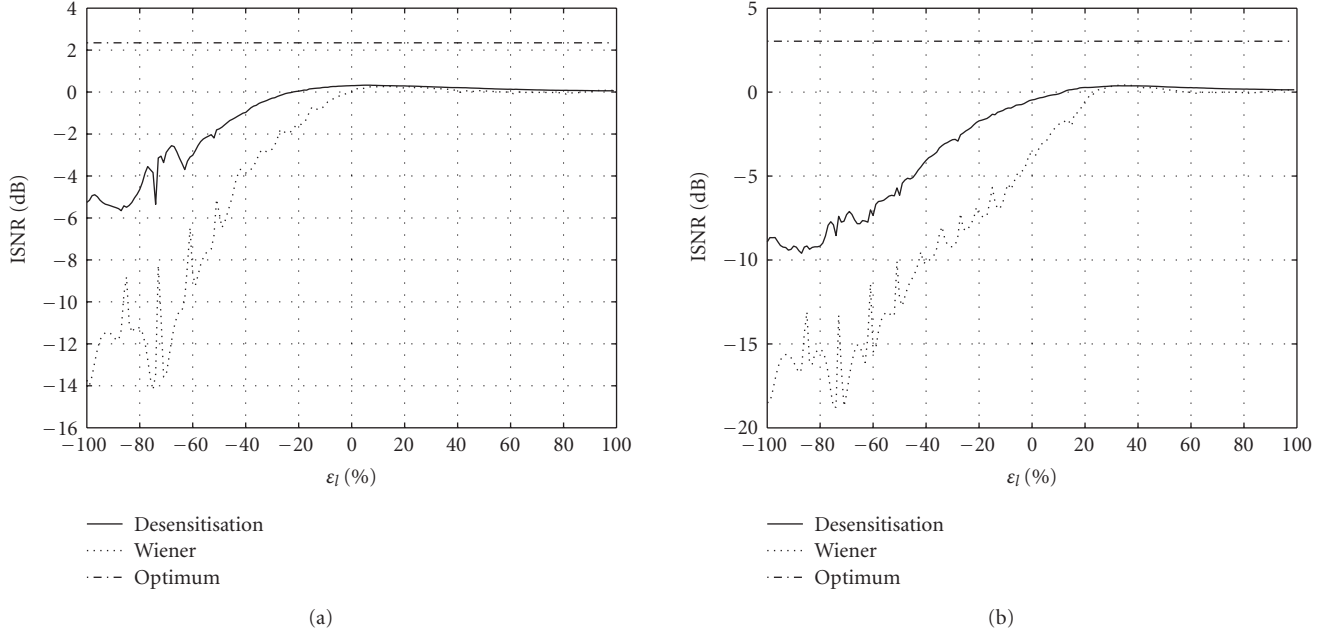 4
2
0
−2
−4
−6
−8
−10
−12
−14
−16
ISNR (dB)
−100 −80 −60 −40 −20 0 20 40 60 80 100
εl (%)
Desensitisation
Wiener
Optimum
(a)
5
0
−5
−10
−15
−20
ISNR (dB)
−100 −80 −60 −40 −20 0 20 40 60 80 100
εl (%)
Desensitisation
Wiener
Optimum
(b)